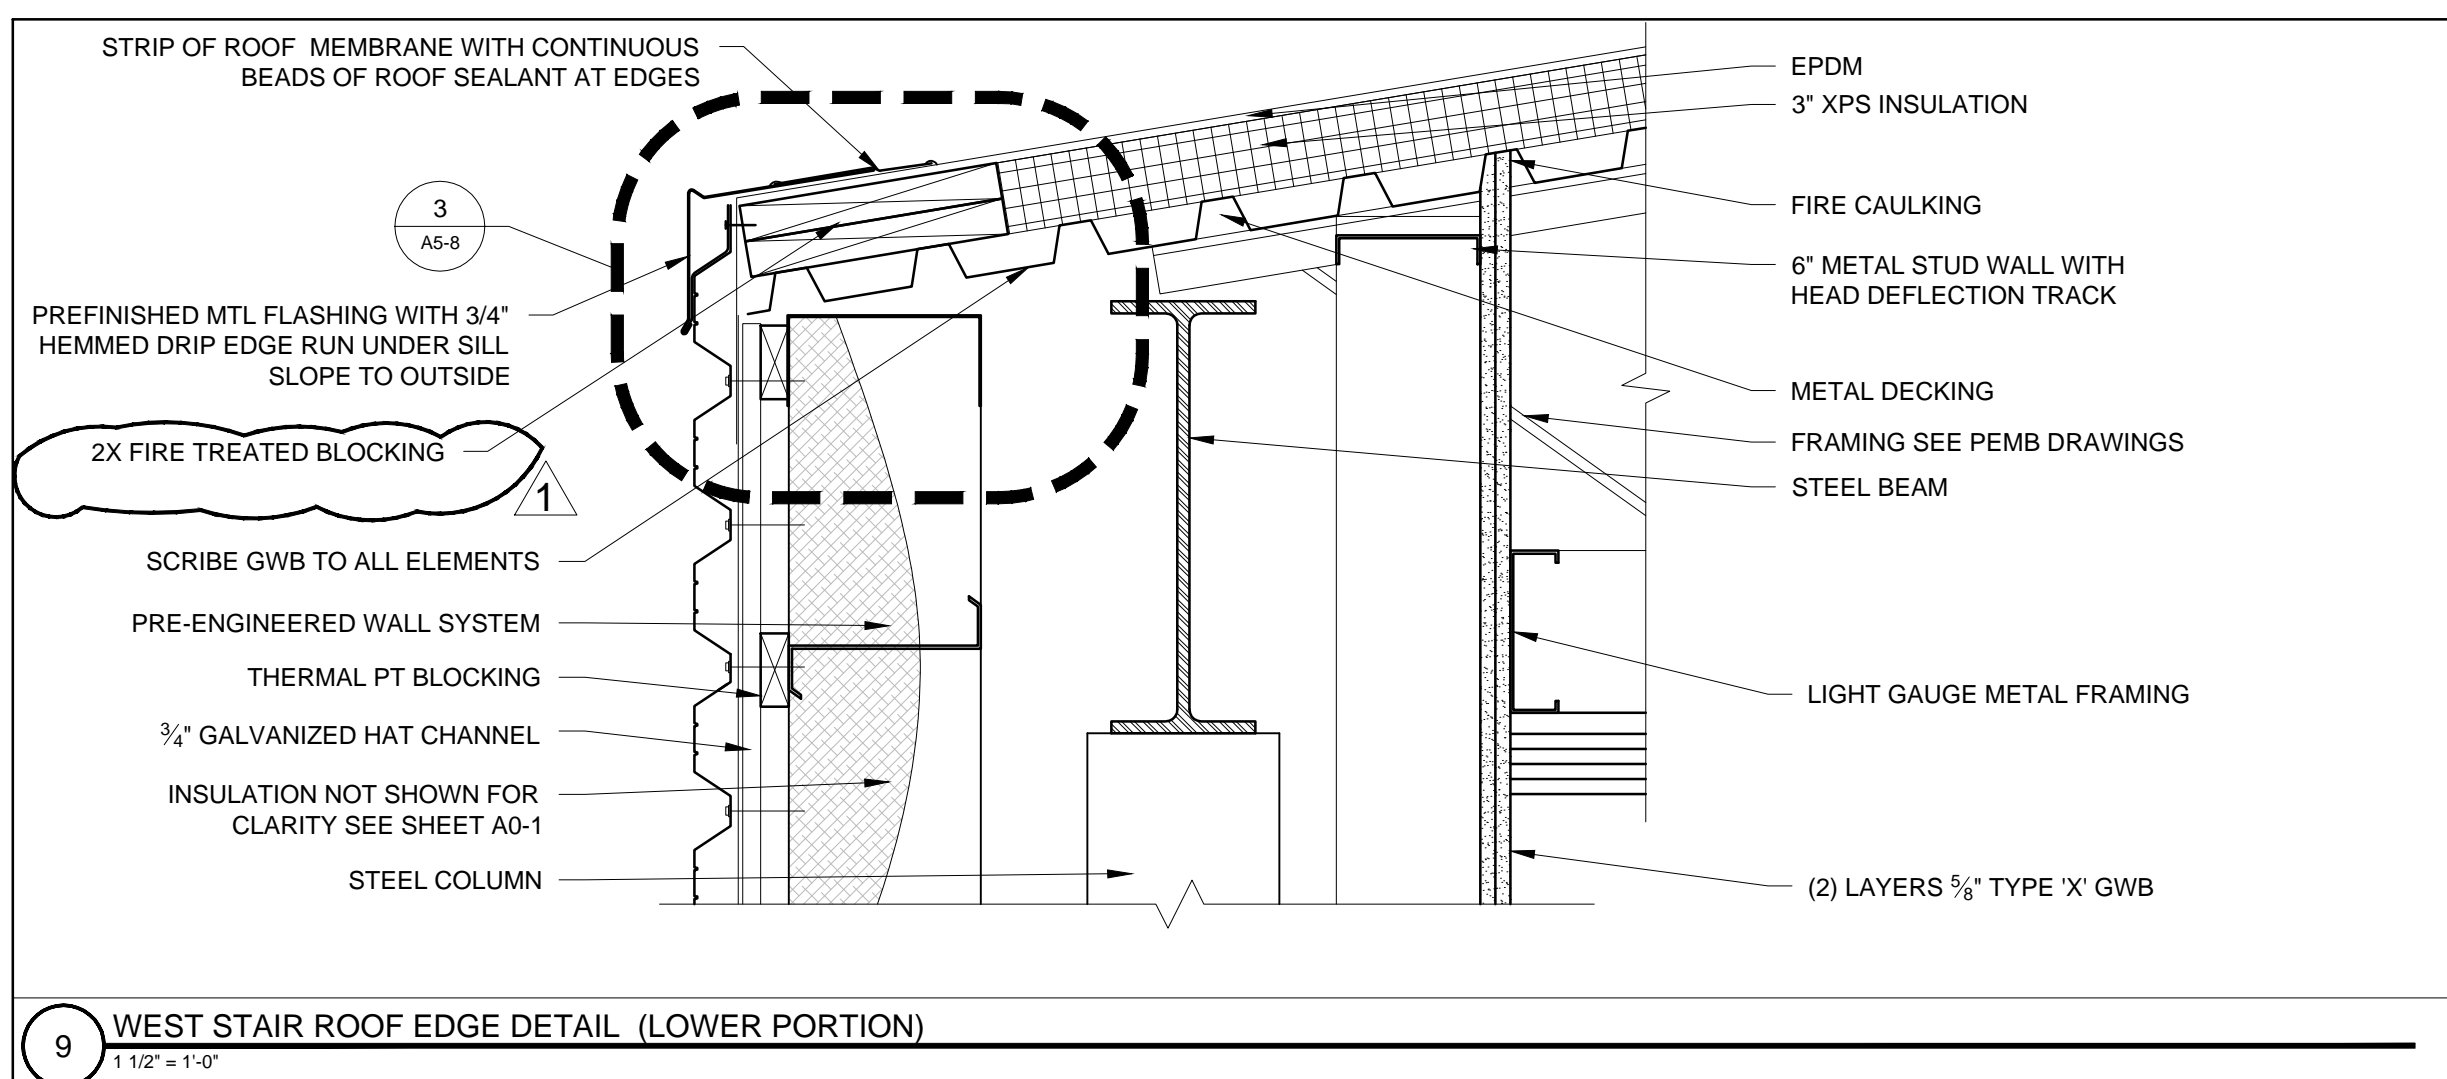 STRIP OF ROOF MEMBRANE WITH CONTINUOUS
BEADS OF ROOF SEALANT AT EDGES
3
A5-8
PREFINISHED MTL FLASHING WITH 3/4"
HEMMED DRIP EDGE RUN UNDER SILL
SLOPE TO OUTSIDE
2X FIRE TREATED BLOCKING
1
SCRIBE GWB TO ALL ELEMENTS
PRE-ENGINEERED WALL SYSTEM
THERMAL PT BLOCKING
3/4" GALVANIZED HAT CHANNEL
INSULATION NOT SHOWN FOR
CLARITY SEE SHEET A0-1
STEEL COLUMN
EPDM
3" XPS INSULATION
FIRE CAULKING
6" METAL STUD WALL WITH
HEAD DEFLECTION TRACK
METAL DECKING
FRAMING SEE PEMB DRAWINGS
STEEL BEAM
LIGHT GAUGE METAL FRAMING
(2) LAYERS 5/8" TYPE 'X' GWB
9
WEST STAIR ROOF EDGE DETAIL (LOWER PORTION)
1 1/2" = 1'-0"